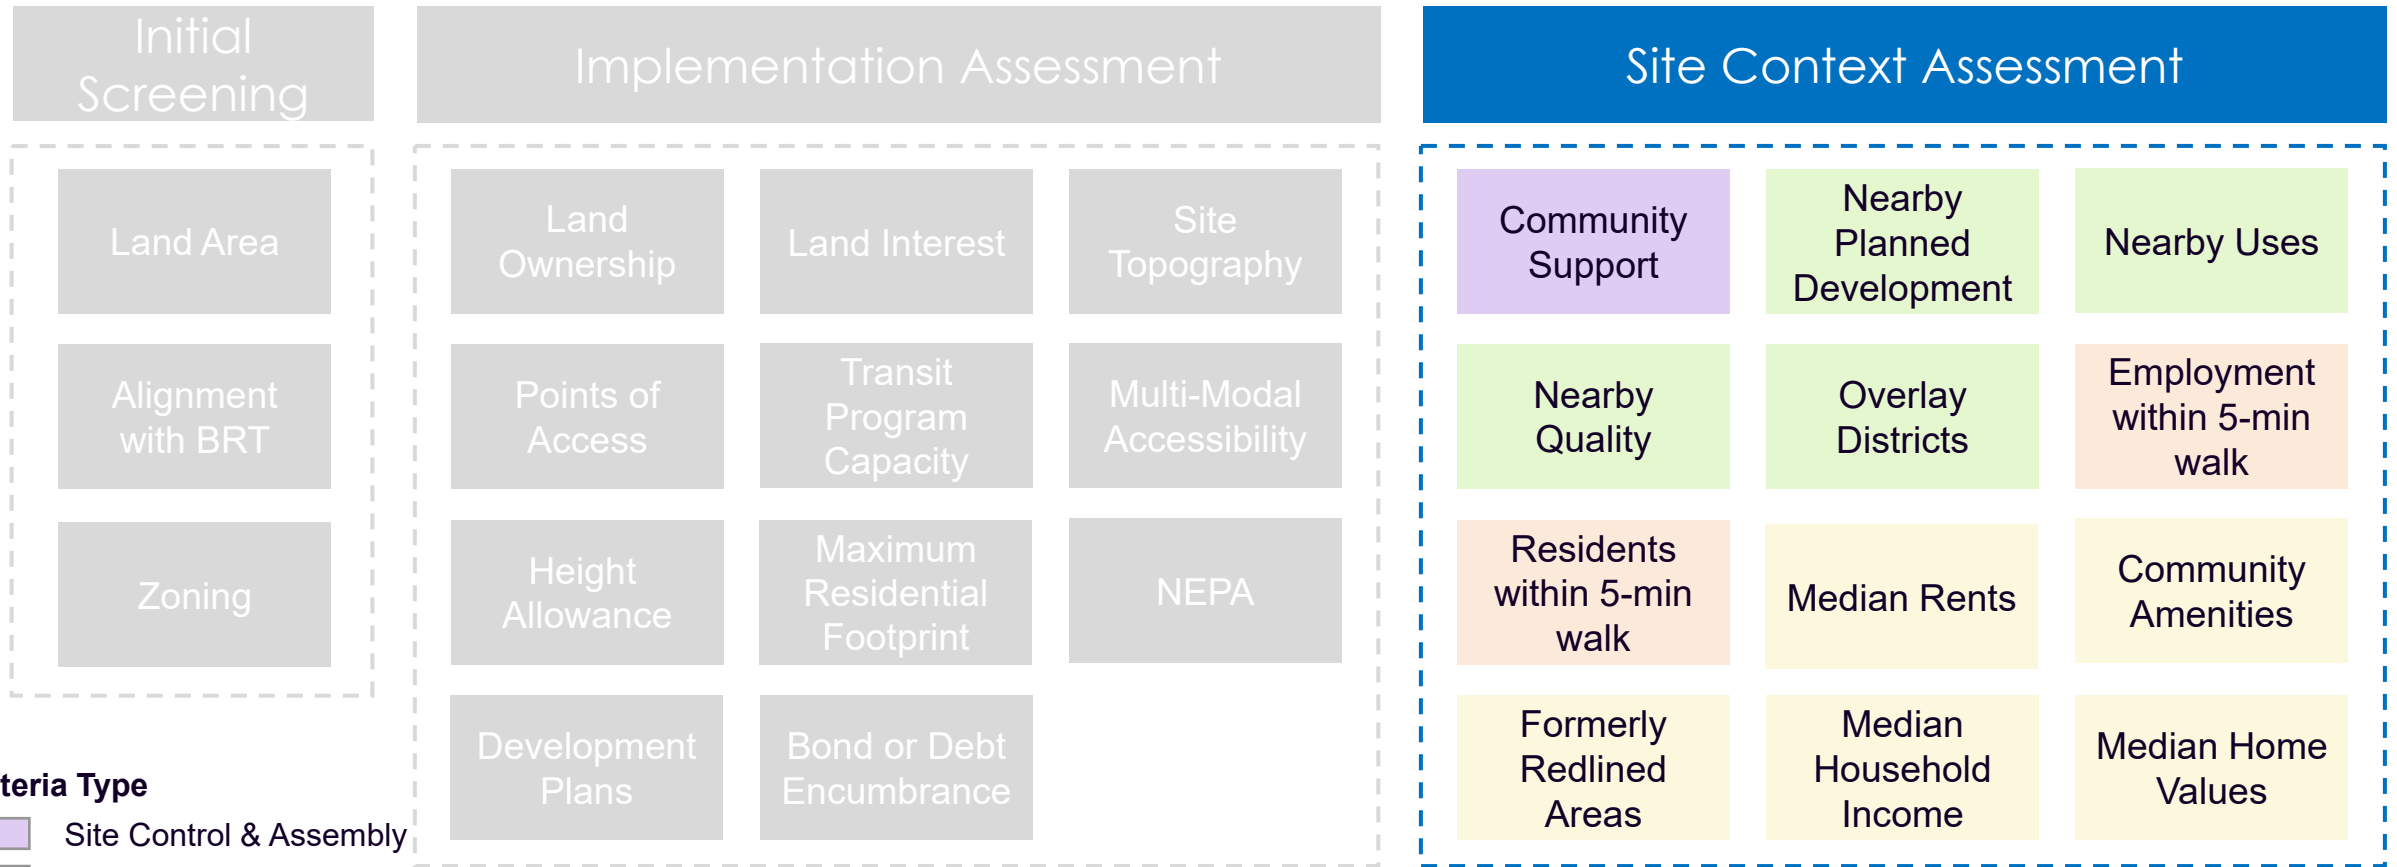 Initial
Screening
Implementation Assessment
Site Context Assessment
Land Area
Alignment
with BRT
Zoning
Land
Ownership
Land Interest
Site
Topography
Points of
Access
Transit
Program
Capacity
Multi-Modal
Accessibility
Height
Allowance
Maximum
Residential
Footprint
NEPA
Development
Plans
Bond or Debt
Encumbrance
Community
Support
Nearby
Planned
Development
Nearby Uses
Nearby
Quality
Overlay
Districts
Employment
within 5-min
walk
Residents
within 5-min
walk
Median Rents
Community
Amenities
Formerly
Redlined
Areas
Median
Household
Income
Median Home
Values
teria Type
Site Control & Assembly